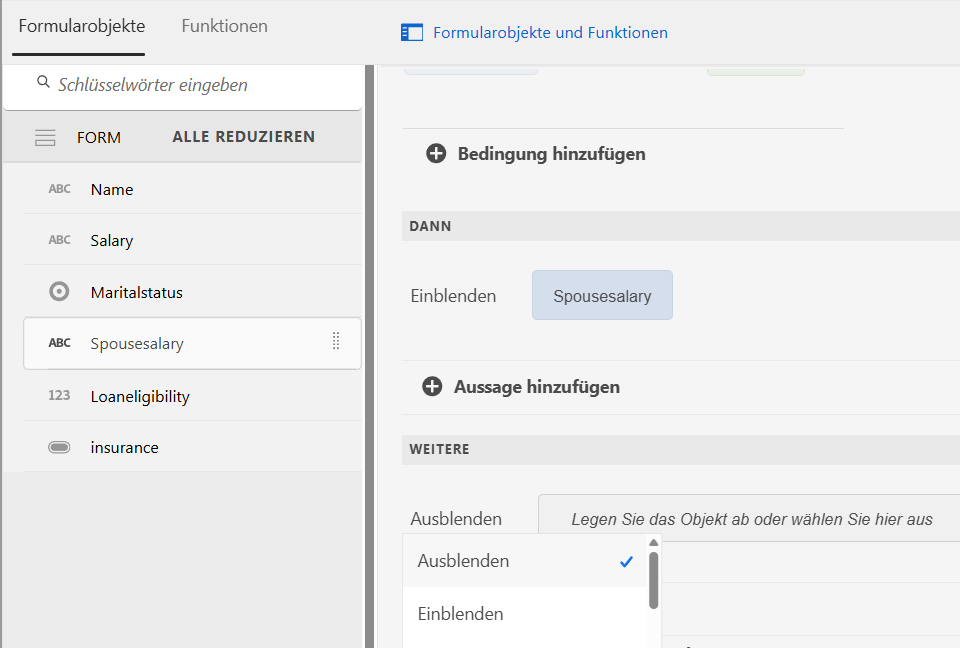 Formularobjekte
Funktionen
Formularobjekte und Funktionen
Schlüsselwörter eingeben
FORM
ALLE REDUZIEREN
ABC Name
ABC Salary
Maritalstatus
ABC Spousesalary
123 Loaneligibility
insurance
Bedingung hinzufügen
DANN
Einblenden
Spousesalary
Aussage hinzufügen
WEITERE
Ausblenden
Legen Sie das Objekt ab oder wählen Sie hier aus
Ausblenden
Einblenden